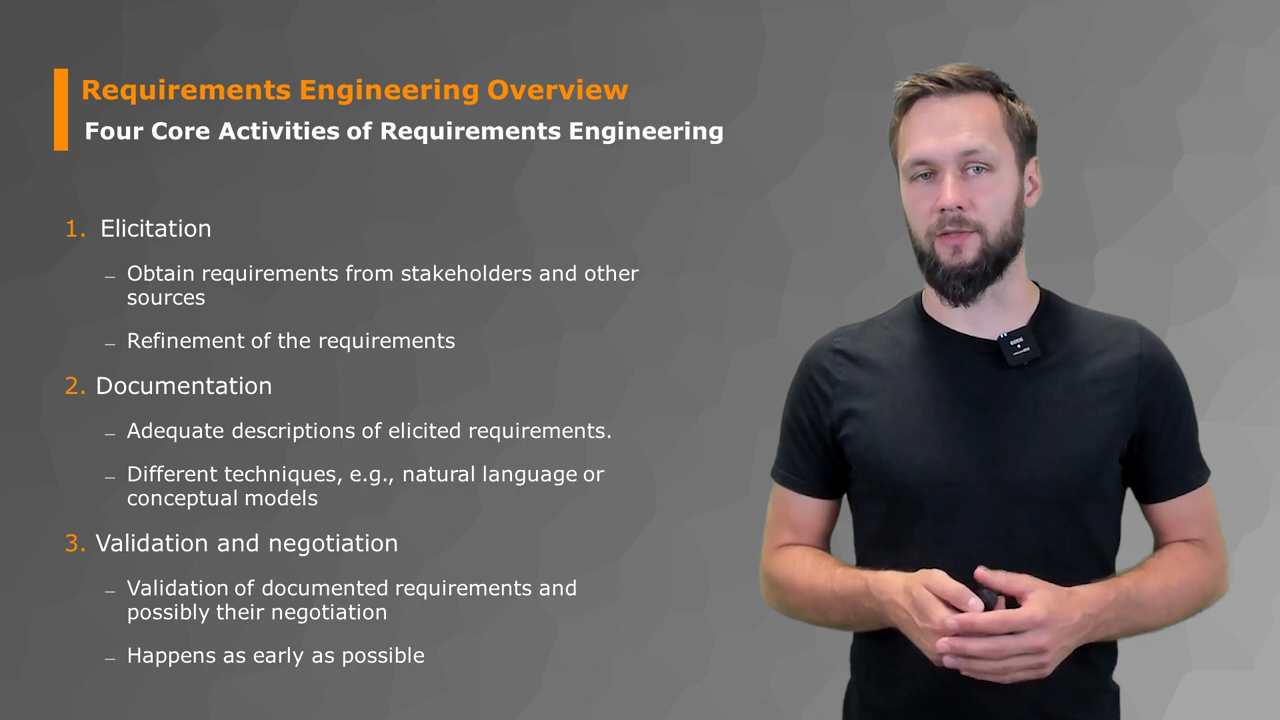 Requirements Engineering Overview
Four Core Activities of Requirements Engineering
1. Elicitation
– Obtain requirements from stakeholders and other
sources
– Refinement of the requirements
2. Documentation
– Adequate descriptions of elicited requirements.
– Different techniques, e.g., natural language or
conceptual models
3. Validation and negotiation
– Validation of documented requirements and
possibly their negotiation
– Happens as early as possible